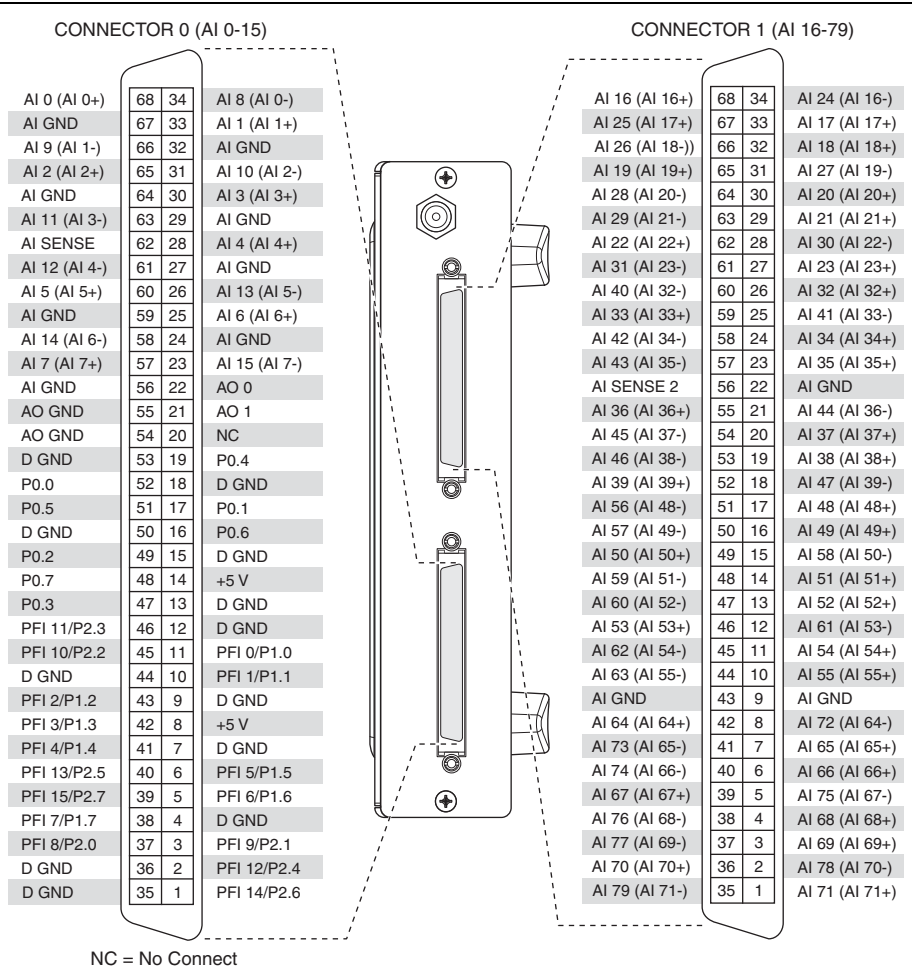 CONNECTOR 0 (AI 0-15)
CONNECTOR 1 (AI 16-79)
AI 0 (AI 0+) 68 34 AI 8 (AI 0-)
AI GND 67 33 AI 1 (AI 1+)
AI 9 (AI 1-) 66 32 AI GND
AI 2 (AI 2+) 65 31 AI 10 (AI 2-)
AI GND 64 30 AI 3 (AI 3+)
AI 11 (AI 3-) 63 29 AI GND
AI SENSE 62 28 AI 4 (AI 4+)
AI 12 (AI 4-) 61 27 AI GND
AI 5 (AI 5+) 60 26 AI 13 (AI 5-)
AI GND 59 25 AI 6 (AI 6+)
AI 14 (AI 6-) 58 24 AI GND
AI 7 (AI 7+) 57 23 AI 15 (AI 7-)
AI GND 56 22 AO 0
AO GND 55 21 AO 1
AO GND 54 20 NC
D GND 53 19 P0.4
P0.0 52 18 D GND
P0.5 51 17 P0.1
D GND 50 16 P0.6
P0.2 49 15 D GND
P0.7 48 14 +5 V
P0.3 47 13 D GND
PFI 11/P2.3 46 12 D GND
PFI 10/P2.2 45 11 PFI 0/P1.0
D GND 44 10 PFI 1/P1.1
PFI 2/P1.2 43 9 D GND
PFI 3/P1.3 42 8 +5 V
PFI 4/P1.4 41 7 D GND
PFI 13/P2.5 40 6 PFI 5/P1.5
PFI 15/P2.7 39 5 PFI 6/P1.6
PFI 7/P1.7 38 4 D GND
PFI 8/P2.0 37 3 PFI 9/P2.1
D GND 36 2 PFI 12/P2.4
D GND 35 1 PFI 14/P2.6
AI 16 (AI 16+) 68 34 AI 24 (AI 16-)
AI 25 (AI 17+) 67 33 AI 17 (AI 17+)
AI 26 (AI 18-)) 66 32 AI 18 (AI 18+)
AI 19 (AI 19+) 65 31 AI 27 (AI 19-)
AI 28 (AI 20-) 64 30 AI 20 (AI 20+)
AI 29 (AI 21-) 63 29 AI 21 (AI 21+)
AI 22 (AI 22+) 62 28 AI 30 (AI 22-)
AI 31 (AI 23-) 61 27 AI 23 (AI 23+)
AI 40 (AI 32-) 60 26 AI 32 (AI 32+)
AI 33 (AI 33+) 59 25 AI 41 (AI 33-)
AI 42 (AI 34-) 58 24 AI 34 (AI 34+)
AI 43 (AI 35-) 57 23 AI 35 (AI 35+)
AI SENSE 2 56 22 AI GND
AI 36 (AI 36+) 55 21 AI 44 (AI 36-)
AI 45 (AI 37-) 54 20 AI 37 (AI 37+)
AI 46 (AI 38-) 53 19 AI 38 (AI 38+)
AI 39 (AI 39+) 52 18 AI 47 (AI 39-)
AI 56 (AI 48-) 51 17 AI 48 (AI 48+)
AI 57 (AI 49-) 50 16 AI 49 (AI 49+)
AI 50 (AI 50+) 49 15 AI 58 (AI 50-)
AI 59 (AI 51-) 48 14 AI 51 (AI 51+)
AI 60 (AI 52-) 47 13 AI 52 (AI 52+)
AI 53 (AI 53+) 46 12 AI 61 (AI 53-)
AI 62 (AI 54-) 45 11 AI 54 (AI 54+)
AI 63 (AI 55-) 44 10 AI 55 (AI 55+)
AI GND 43 9 AI GND
AI 64 (AI 64+) 42 8 AI 72 (AI 64-)
AI 73 (AI 65-) 41 7 AI 65 (AI 65+)
AI 74 (AI 66-) 40 6 AI 66 (AI 66+)
AI 67 (AI 67+) 39 5 AI 75 (AI 67-)
AI 76 (AI 68-) 38 4 AI 68 (AI 68+)
AI 77 (AI 69-) 37 3 AI 69 (AI 69+)
AI 70 (AI 70+) 36 2 AI 78 (AI 70-)
AI 79 (AI 71-) 35 1 AI 71 (AI 71+)
NC = No Connect